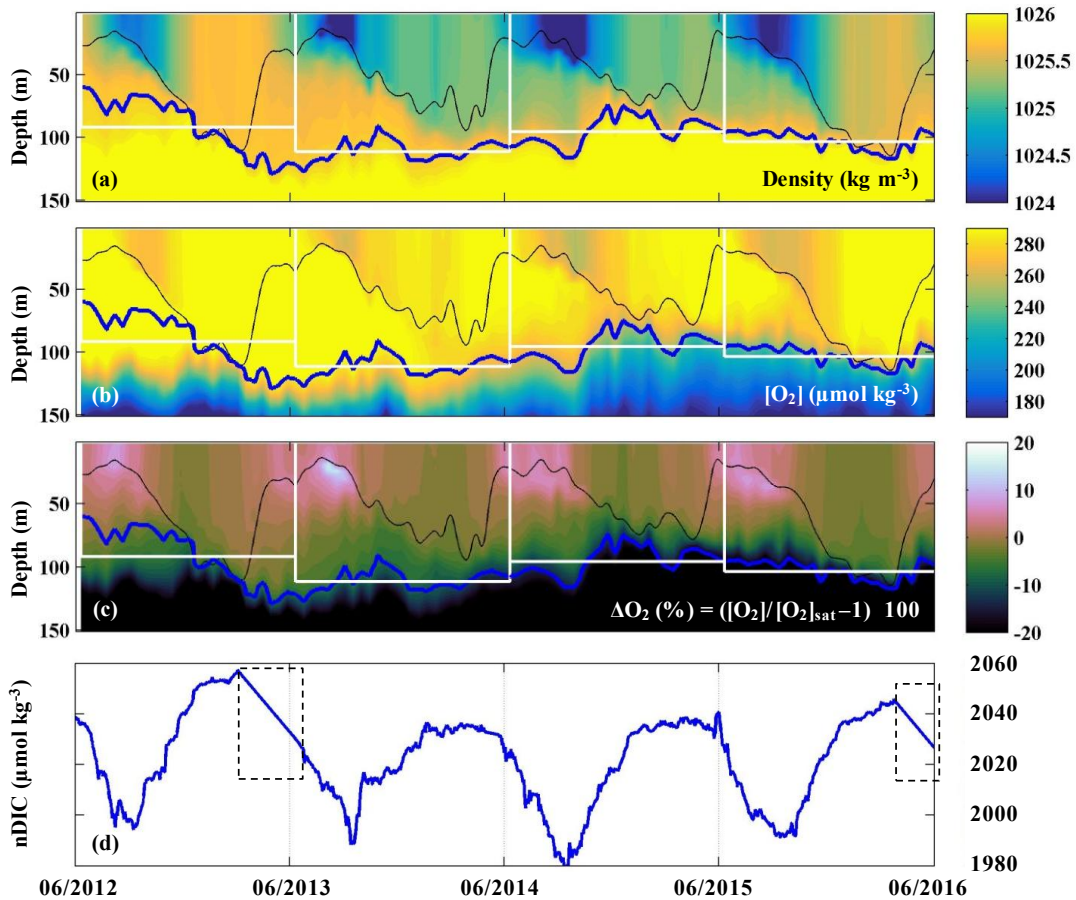 1026
1025.5
1025
1024.5
1024
Depth (m)
50
100
150
(a)
Density (kg m-3)
280
260
240
220
200
180
Depth (m)
50
100
150
(b)
[O2] (µmol kg-3)
20
10
0
-10
-20
Depth (m)
50
100
150
(c)
ΔO2 (%) = ([O2]/[O2]sat−1) 100
2060
2040
2020
2000
1980
nDIC (µmol kg-3)
(d)
06/2012 06/2013 06/2014 06/2015 06/2016